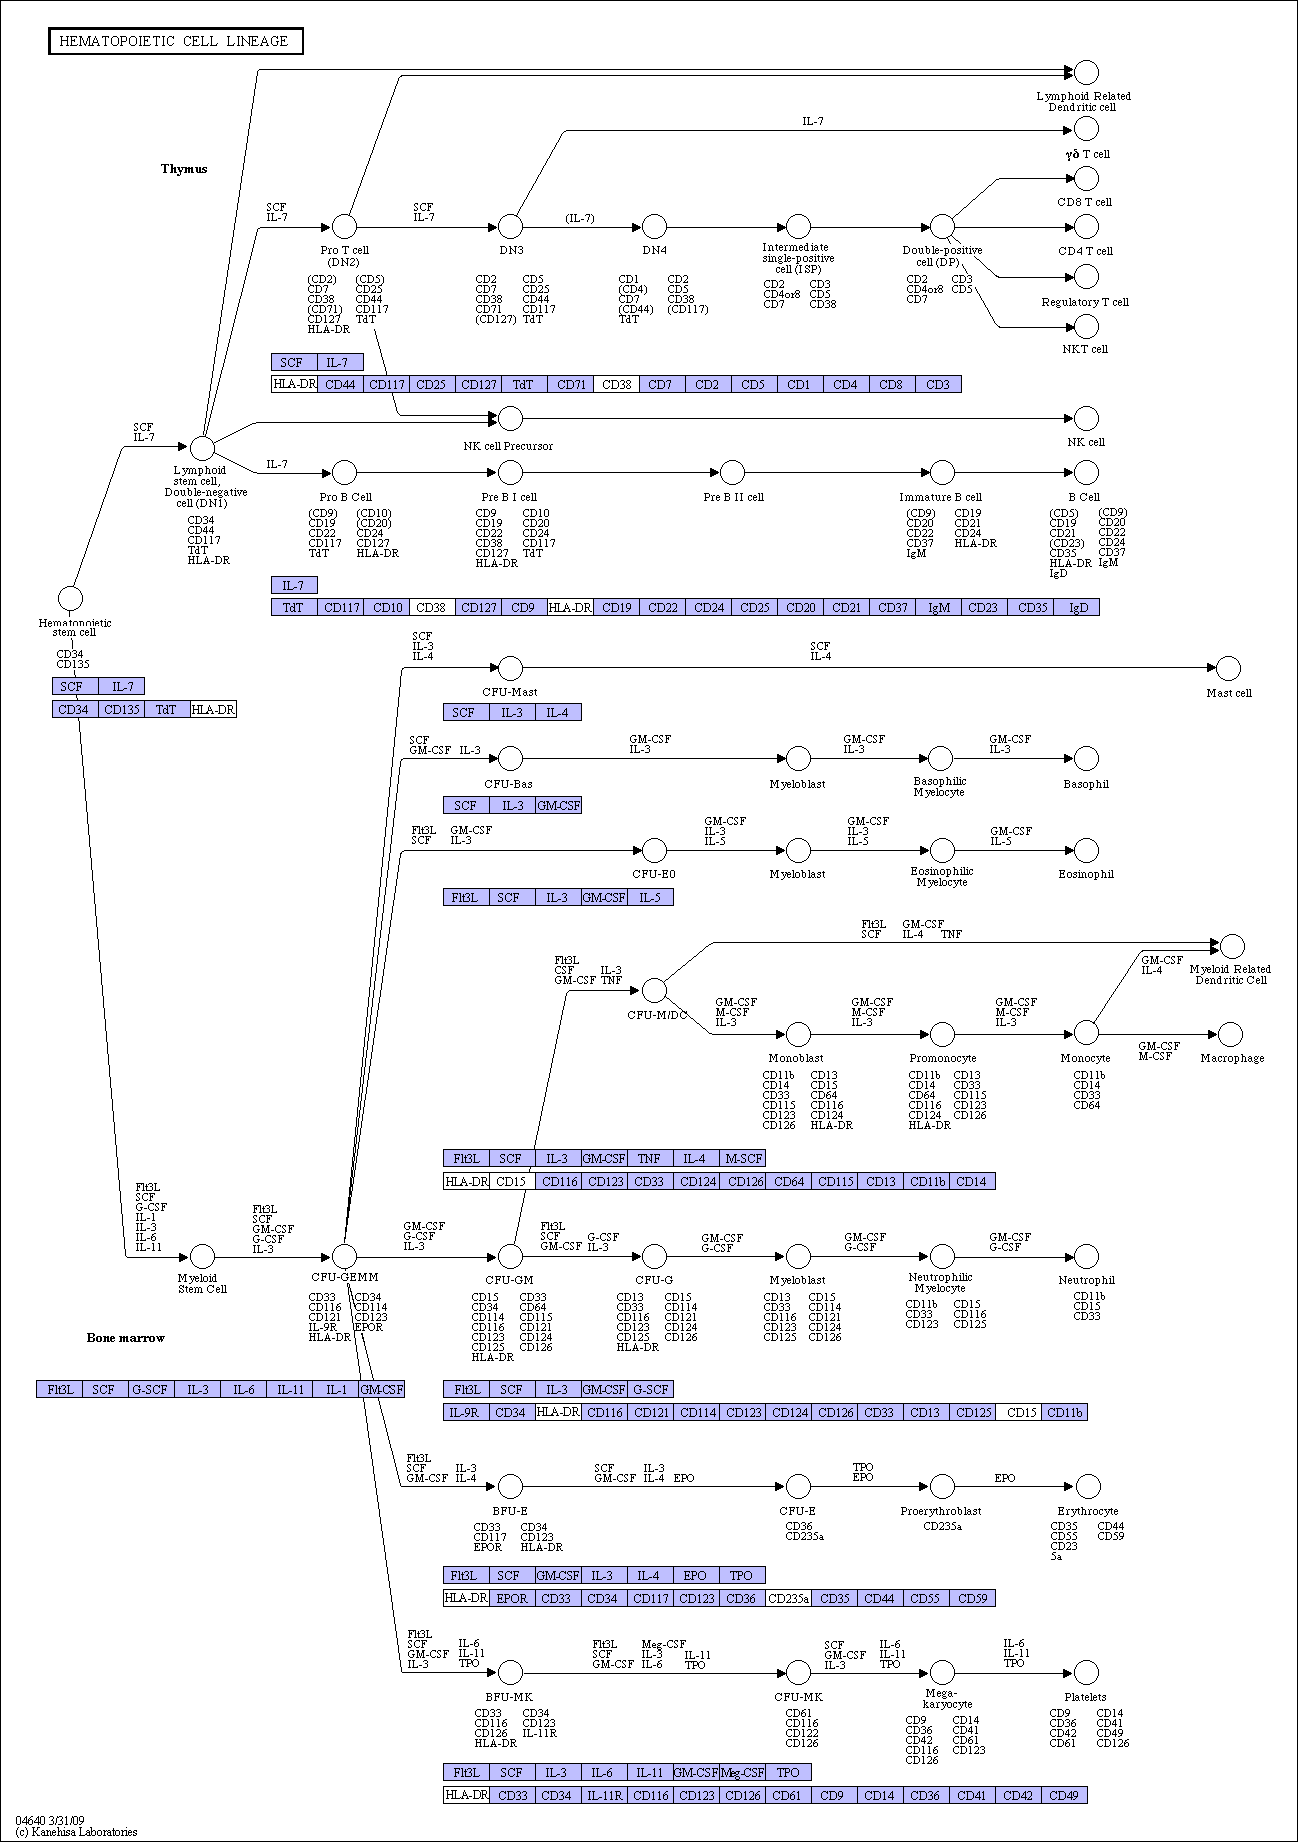 HEMATOPOIETIC CELL LINEAGE
Lymphoid Related
Dendritic cell
IL-7
γδ T cell
Thymus
CD8 T cell
SCF
IL-7
SCF
IL-7
(IL-7)
Pro T cell
(DN2)
DN3
DN4
Intermediate
single-positive
cell (ISP)
Double-positive
cell (DP)
CD4 T cell
(CD2) (CD5)
CD7 CD25
CD38 CD44
(CD71) CD117
CD127 TdT
HLA-DR
CD2 CD5
CD7 CD25
CD38 CD44
CD71 CD117
(CD127) TdT
CD1 CD2
(CD4) CD5
CD7 CD38
(CD44) (CD117)
TdT
CD2 CD3
CD4or8 CD5
CD7 CD38
CD2 CD3
CD4or8 CD5
CD7
Regulatory T cell
NKT cell
SCF IL-7
HLA-DR CD44 CD117 CD25 CD127 TdT CD71 CD38 CD7 CD2 CD5 CD1 CD4 CD8 CD3
SCF
IL-7
NK cell Precursor
NK cell
IL-7
Lymphoid
stem cell,
Double-negative
cell (DN1)
CD34
CD44
CD117
TdT
HLA-DR
Pro B Cell
Pre B I cell
Pre B II cell
Immature B cell
B Cell
(CD9) (CD10)
CD19 (CD20)
CD22 CD24
CD117 CD127
TdT HLA-DR
CD9 CD10
CD19 CD20
CD22 CD24
CD38 CD117
CD127 TdT
HLA-DR
(CD9) CD19
CD20 CD21
CD22 CD24
CD37 HLA-DR
IgM
(CD5) (CD9)
CD19 CD20
CD21 CD22
(CD23) CD24
CD35 CD37
HLA-DR IgM
IgD
IL-7
TdT CD117 CD10 CD38 CD127 CD9 HLA-DR CD19 CD22 CD24 CD25 CD20 CD21 CD37 IgM CD23 CD35 IgD
Hematopoietic
stem cell
CD34
CD135
SCF IL-7
CD34 CD135 TdT HLA-DR
SCF
IL-3
IL-4
SCF
IL-4
CFU-Mast
Mast cell
SCF IL-3 IL-4
SCF
GM-CSF IL-3
GM-CSF
IL-3
GM-CSF
IL-3
GM-CSF
IL-3
CFU-Bas
Myeloblast
Basophilic
Myelocyte
Basophil
SCF IL-3 GM-CSF
Flt3L GM-CSF
SCF IL-3
GM-CSF
IL-3
IL-5
GM-CSF
IL-3
IL-5
GM-CSF
IL-5
CFU-E0
Myeloblast
Eosinophilic
Myelocyte
Eosinophil
Flt3L SCF IL-3 GM-CSF IL-5
Flt3L GM-CSF
SCF IL-4 TNF
Flt3L
CSF IL-3
GM-CSF TNF
GM-CSF
IL-4
Myeloid Related
Dendritic Cell
CFU-M/DC
GM-CSF
M-CSF
IL-3
GM-CSF
M-CSF
IL-3
GM-CSF
M-CSF
IL-3
GM-CSF
M-CSF
Monoblast
Promonocyte
Monocyte
Macrophage
CD11b CD13
CD14 CD15
CD33 CD64
CD115 CD116
CD123 CD124
CD126 HLA-DR
CD11b CD13
CD14 CD33
CD64 CD115
CD116 CD123
CD124 CD126
HLA-DR
CD11b
CD14
CD33
CD64
Flt3L SCF IL-3 GM-CSF TNF IL-4 M-SCF
HLA-DR CD15 CD116 CD123 CD33 CD124 CD126 CD64 CD115 CD13 CD11b CD14
Flt3L
SCF
G-CSF
IL-1
IL-3
IL-6
IL-11
Flt3L
SCF
GM-CSF
G-CSF
IL-3
GM-CSF
G-CSF
IL-3
Flt3L
SCF G-CSF
GM-CSF IL-3
GM-CSF
G-CSF
GM-CSF
G-CSF
GM-CSF
G-CSF
Myeloid
Stem Cell
CFU-GEMM
CFU-GM
CFU-G
Myeloblast
Neutrophilic
Myelocyte
Neutrophil
CD33 CD34
CD116 CD114
CD121 CD123
IL-9R EPOR
HLA-DR
CD15 CD33
CD34 CD64
CD114 CD115
CD116 CD121
CD123 CD124
CD125 CD126
HLA-DR
CD13 CD15
CD33 CD114
CD116 CD121
CD123 CD124
CD125 CD126
HLA-DR
CD13 CD15
CD33 CD114
CD116 CD121
CD123 CD124
CD125 CD126
CD11b CD15
CD33 CD116
CD123 CD125
CD11b
CD15
CD33
Bone marrow
Flt3L SCF G-SCF IL-3 IL-6 IL-11 IL-1 GM-CSF
Flt3L SCF IL-3 GM-CSF G-SCF
IL-9R CD34 HLA-DR CD116 CD121 CD114 CD123 CD124 CD126 CD33 CD13 CD125 CD15 CD11b
Flt3L
SCF IL-3
GM-CSF IL-4
SCF IL-3
GM-CSF IL-4 EPO
TPO
EPO
EPO
BFU-E
CFU-E
Proerythroblast
Erythrocyte
CD33 CD34
CD117 CD123
EPOR HLA-DR
CD36
CD235a
CD235a
CD35 CD44
CD55 CD59
CD23
5a
Flt3L SCF GM-CSF IL-3 IL-4 EPO TPO
HLA-DR EPOR CD33 CD34 CD117 CD123 CD36 CD235a CD35 CD44 CD55 CD59
Flt3L
SCF IL-6
GM-CSF IL-11
IL-3 TPO
Flt3L Meg-CSF
SCF IL-3 IL-11
GM-CSF IL-6 TPO
SCF IL-6
GM-CSF IL-11
IL-3 TPO
IL-6
IL-11
TPO
BFU-MK
CFU-MK
Mega-
karyocyte
Platelets
CD33 CD34
CD116 CD123
CD126 IL-11R
HLA-DR
CD61
CD116
CD122
CD126
CD9 CD14
CD36 CD41
CD42 CD61
CD116 CD123
CD126
CD9 CD14
CD36 CD41
CD42 CD49
CD61 CD126
Flt3L SCF IL-3 IL-6 IL-11 GM-CSF Meg-CSF TPO
HLA-DR CD33 CD34 IL-11R CD116 CD123 CD126 CD61 CD9 CD14 CD36 CD41 CD42 CD49
04640 3/31/09
(c) Kanehisa Laboratories